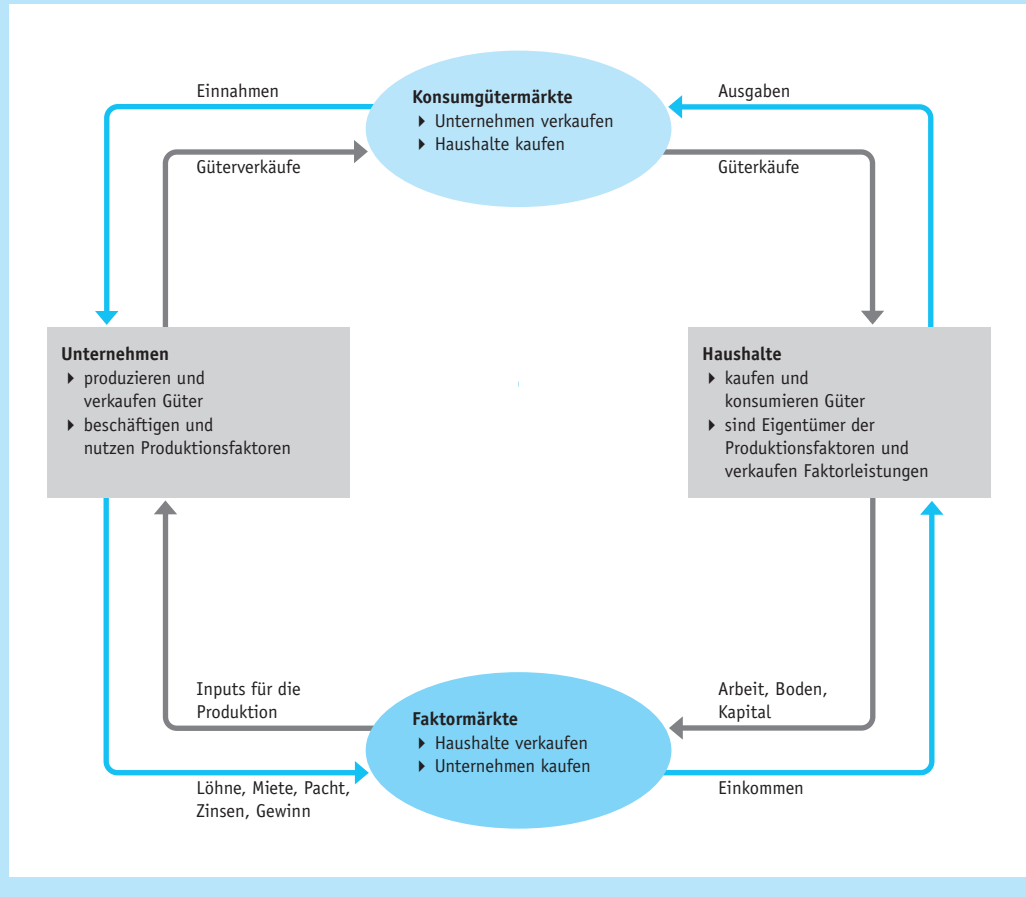 Einnahmen
Konsumgütermärkte
Unternehmen verkaufen
Haushalte kaufen
Ausgaben
Güterverkäufe
Güterkäufe
Unternehmen
produzieren und
verkaufen Güter
beschäftigen und
nutzen Produktionsfaktoren
Haushalte
kaufen und
konsumieren Güter
sind Eigentümer der
Produktionsfaktoren und
verkaufen Faktorleistungen
Inputs für die
Produktion
Faktormärkte
Haushalte verkaufen
Unternehmen kaufen
Arbeit, Boden,
Kapital
Löhne, Miete, Pacht,
Zinsen, Gewinn
Einkommen